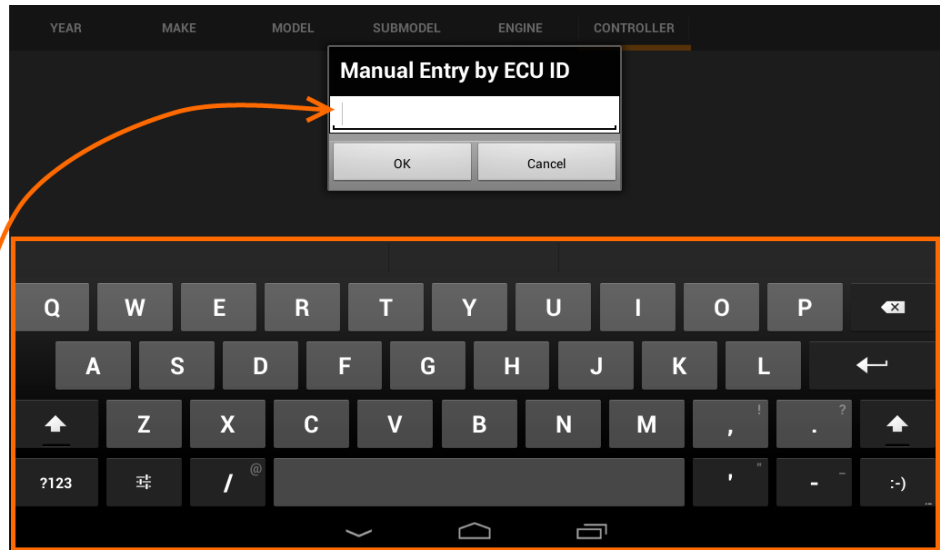 YEAR MAKE MODEL SUBMODEL ENGINE CONTROLLER
Manual Entry by ECU ID
OK Cancel
Q W E R T Y U I O P
A S D F G H J K L
Z X C V B N M , ! . ?
?123 / @ ' " - _ :-)